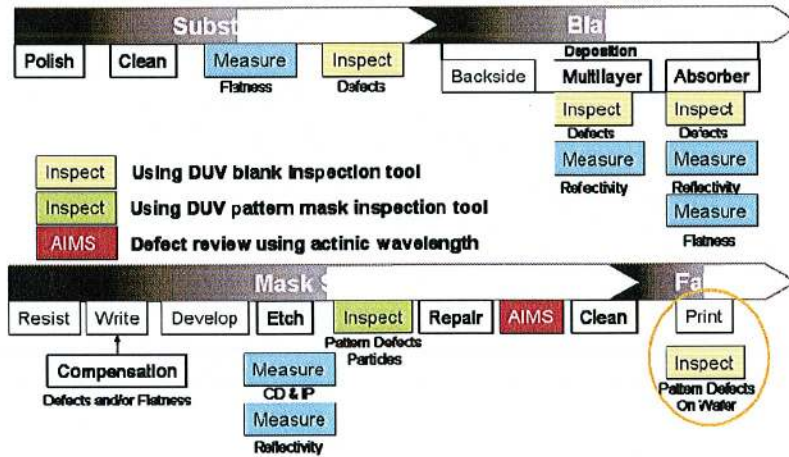 Subst
Bla
Deposition
Polish
Clean
Measure
Flatness
Inspect
Defects
Backside
Multilayer
Absorber
Inspect
Defects
Measure
Reflectivity
Inspect
Defects
Measure
Reflectivity
Measure
Flatness
Inspect Using DUV blank inspection tool
Inspect Using DUV pattern mask inspection tool
AIMS Defect review using actinic wavelength
Mask S
Fa
Resist
Write
Develop
Etch
Inspect
Pattern Defects
Particles
Repair
AIMS
Clean
Print
Compensation
Defects and/or Flatness
Measure
CD & IP
Measure
Reflectivity
Inspect
Pattern Defects
On Wafer